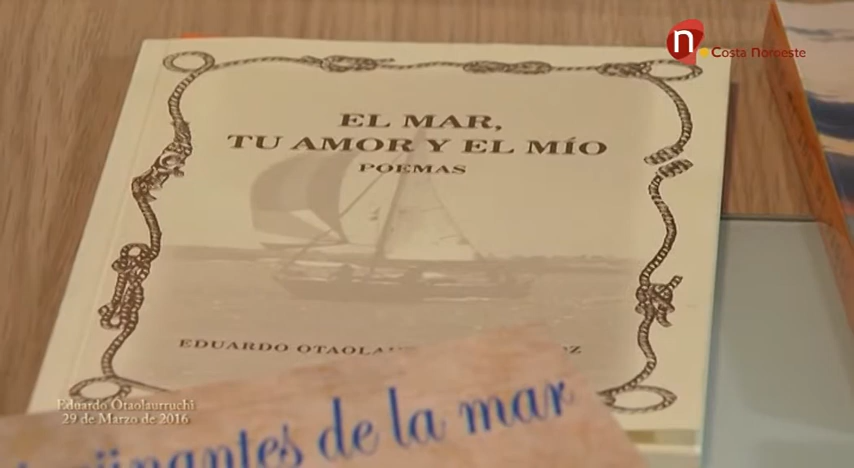 n
Costa Noroeste
EL MAR,
TU AMOR Y EL MÍO
POEMAS
EDUARDO
de la mar
Eduardo Otaolaurruchi
29 de Marzo de 2016